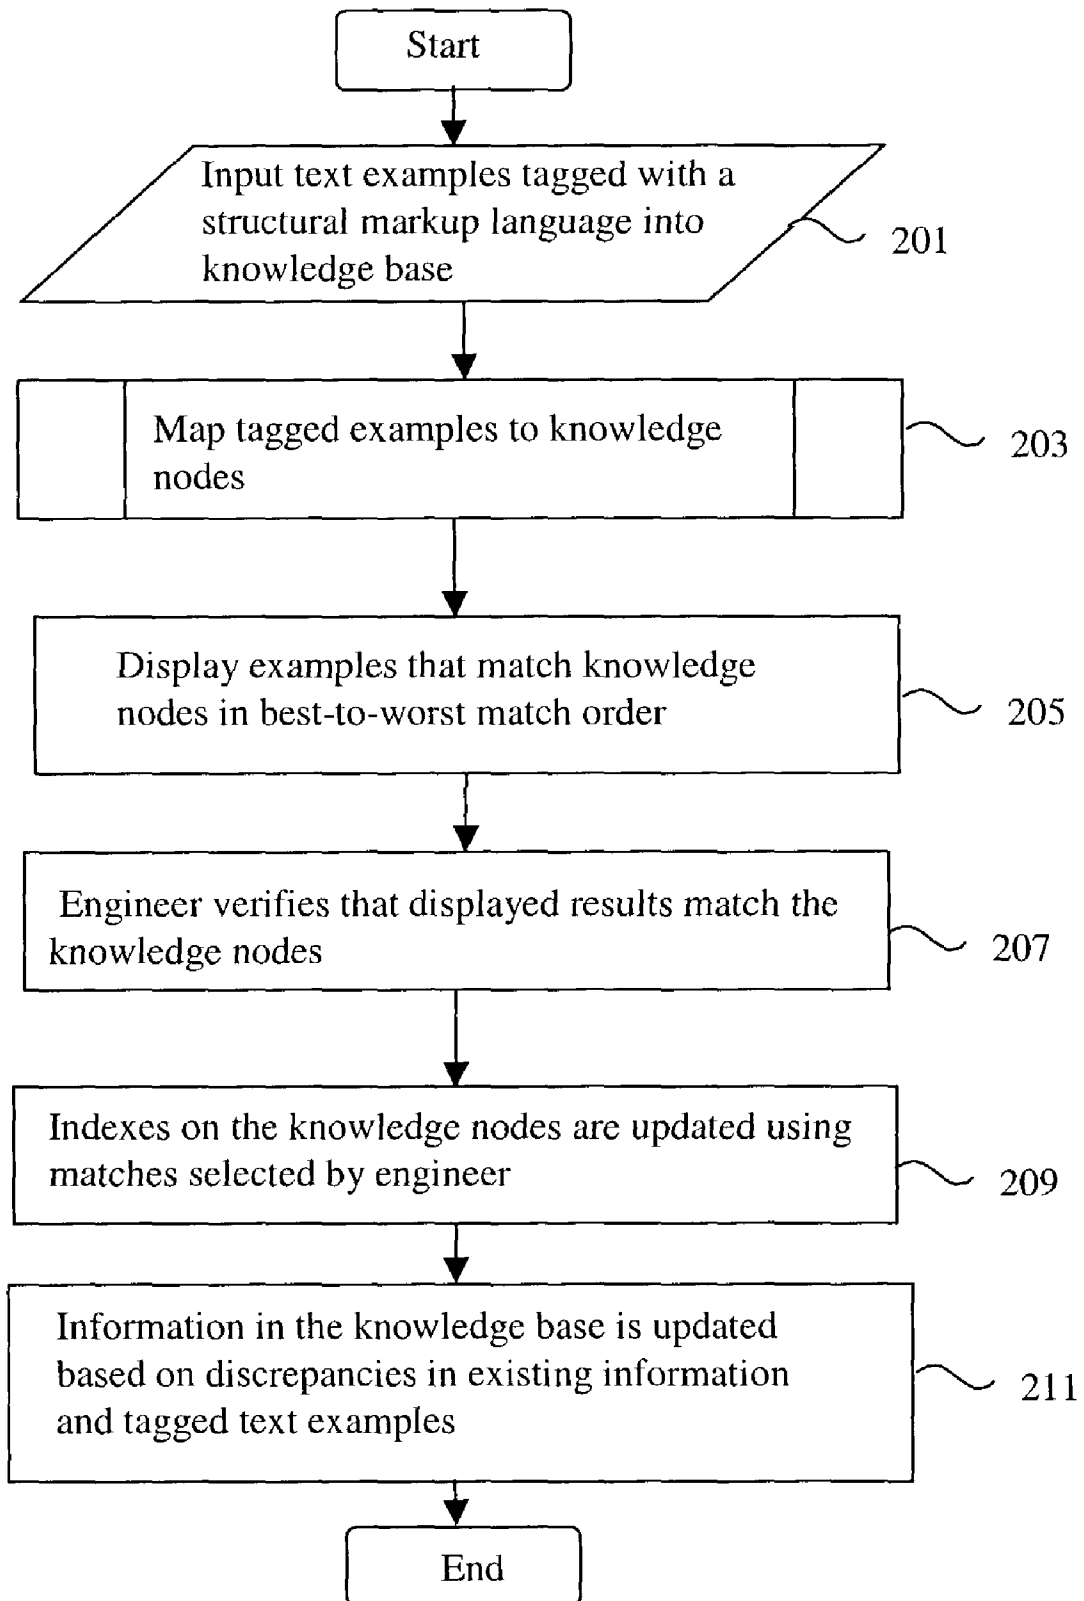 Start
Input text examples tagged with a
structural markup language into
knowledge base
201
Map tagged examples to knowledge
nodes
203
Display examples that match knowledge
nodes in best-to-worst match order
205
Engineer verifies that displayed results match the
knowledge nodes
207
Indexes on the knowledge nodes are updated using
matches selected by engineer
209
Information in the knowledge base is updated
based on discrepancies in existing information
and tagged text examples
211
End